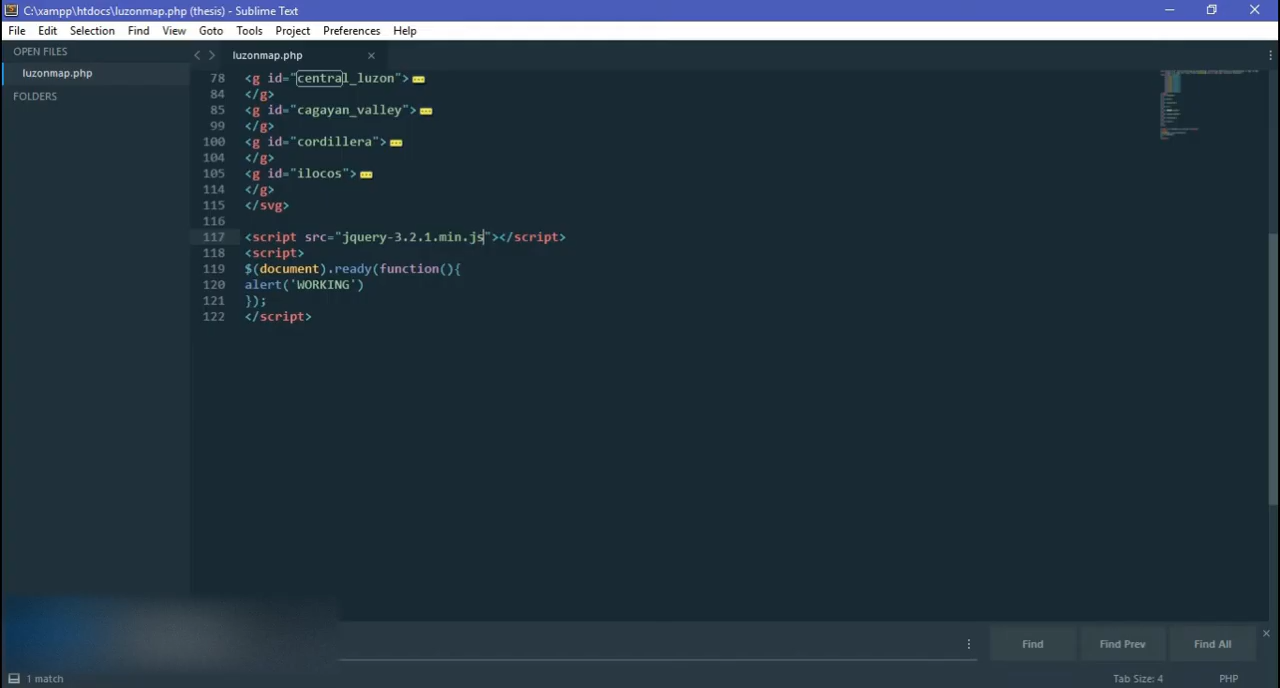 C:\xampp\htdocs\luzonmap.php (thesis) - Sublime Text
File Edit Selection Find View Goto Tools Project Preferences Help
OPEN FILES
luzonmap.php
FOLDERS
luzonmap.php
78 <g id="central_luzon">
84 </g>
85 <g id="cagayan_valley">
99 </g>
100 <g id="cordillera">
104 </g>
105 <g id="ilocos">
114 </g>
115 </svg>
116
117 <script src="jquery-3.2.1.min.js"></script>
118 <script>
119 $(document).ready(function(){
120 alert('WORKING')
121 });
122 </script>
Find Find Prev Find All
1 match Tab Size: 4 PHP